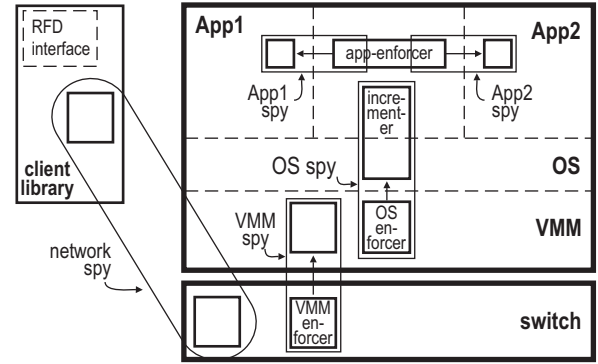 RFD
interface
client
library
network
spy
App1
App2
app-enforcer
App1
spy
App2
spy
incre-
ment-
er
OS spy
OS
OS
en-
forcer
VMM
VMM
spy
VMM
en-
forcer
switch